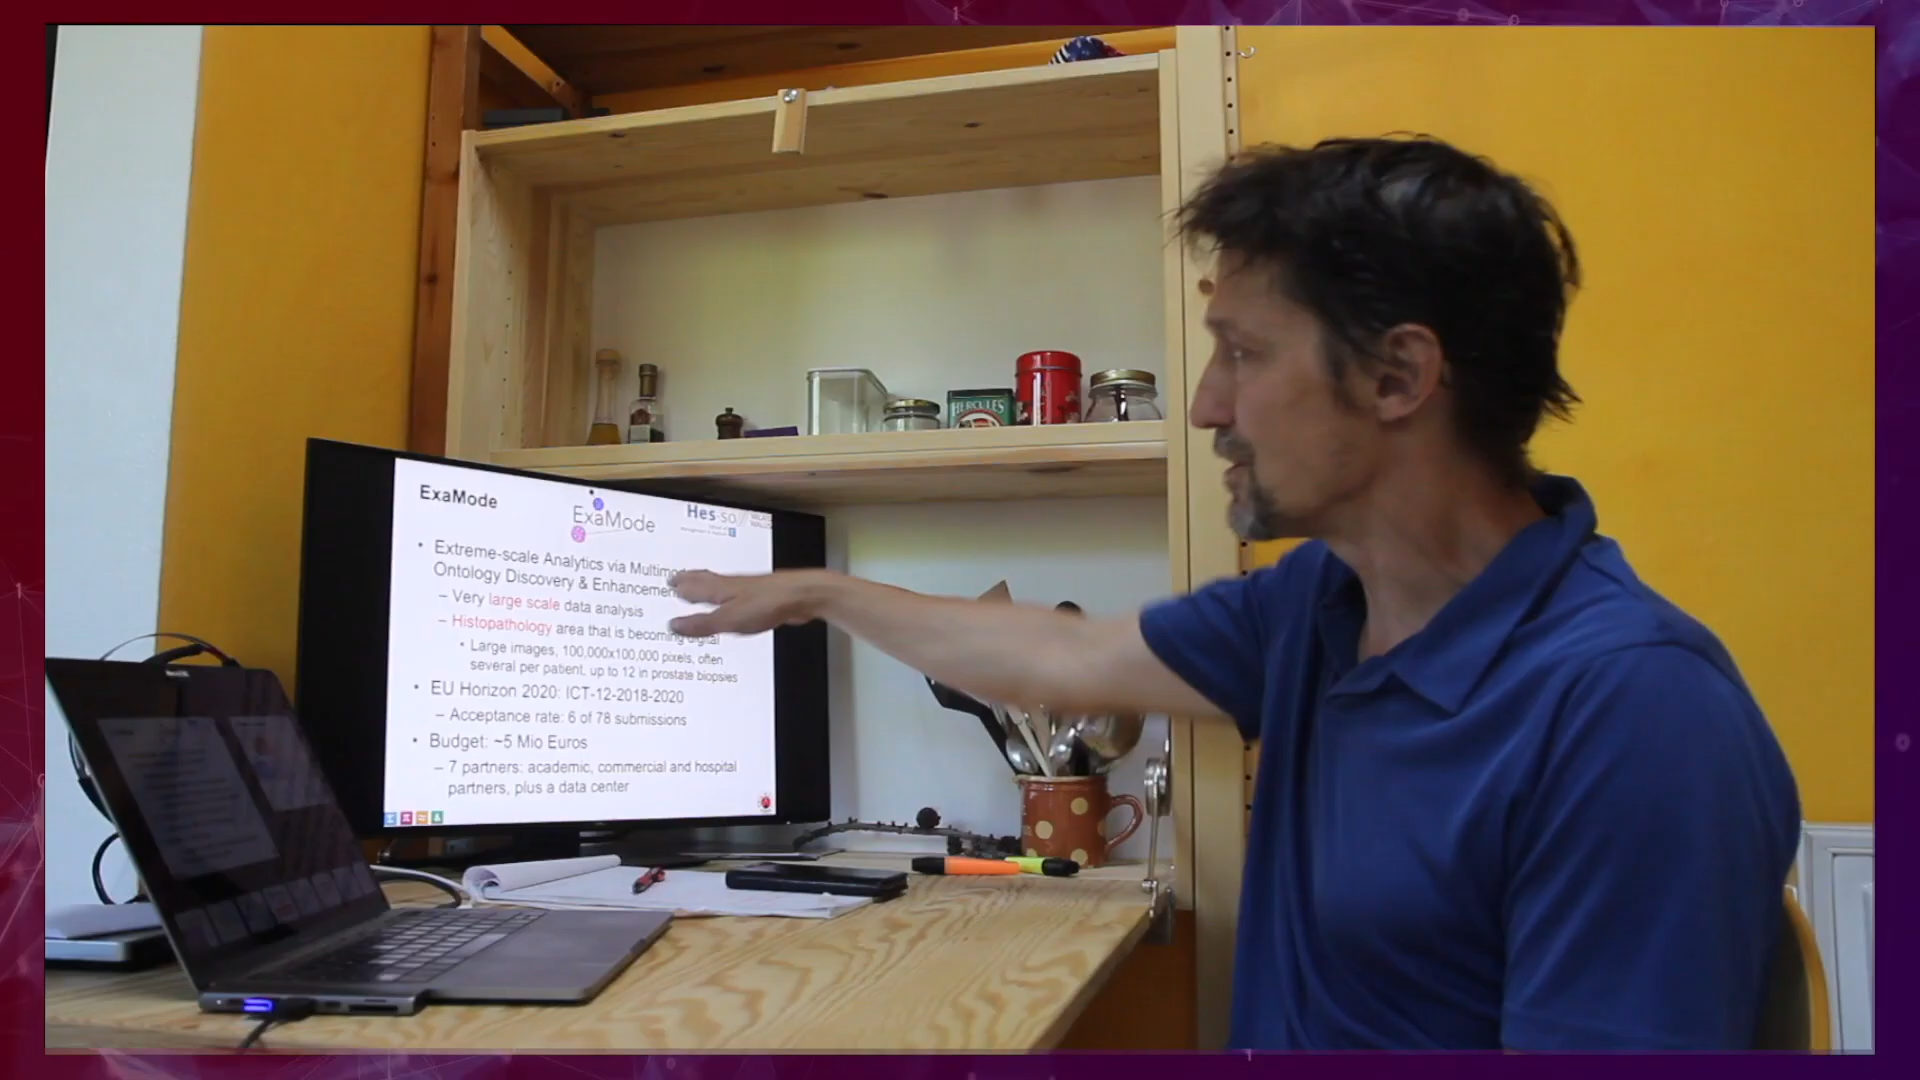 HERCULES
ExaMode
ExaMode
Hes·so
• Extreme-scale Analytics via
Ontology Discovery & Enhancement
– Very large scale data analysis
– Histopathology area that is becoming digital
• Large images, 100,000x100,000 pixels, often
several per patient, up to 12 in prostate biopsies
• EU Horizon 2020: ICT-12-2018-2020
– Acceptance rate: 6 of 78 submissions
• Budget: ~5 Mio Euros
– 7 partners: academic, commercial and hospital
partners, plus a data center